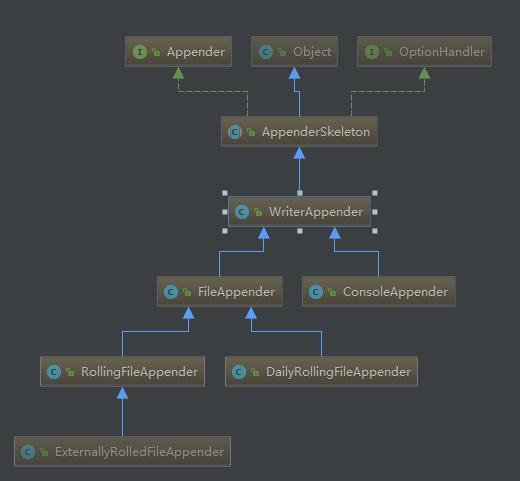 I Appender
C Object
I OptionHandler
C AppenderSkeleton
C WriterAppender
C FileAppender
C ConsoleAppender
C RollingFileAppender
C DailyRollingFileAppender
C ExternallyRolledFileAppender